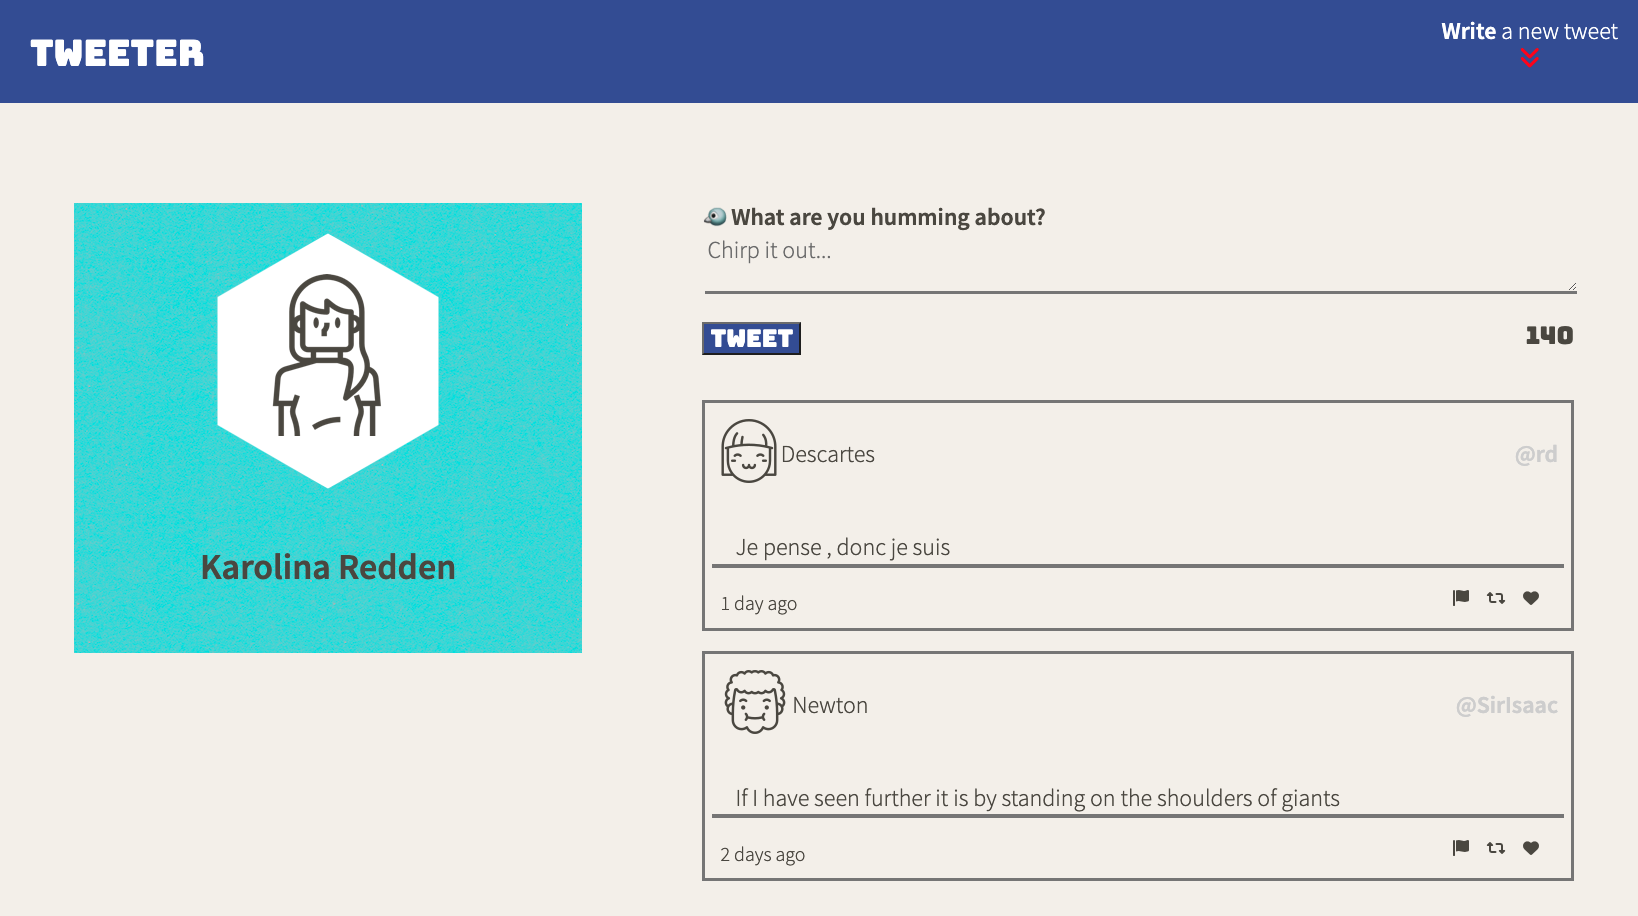 TWEETER
Write a new tweet
Karolina Redden
What are you humming about?
Chirp it out...
TWEET
140
Descartes
@rd
Je pense , donc je suis
1 day ago
Newton
@SirIsaac
If I have seen further it is by standing on the shoulders of giants
2 days ago